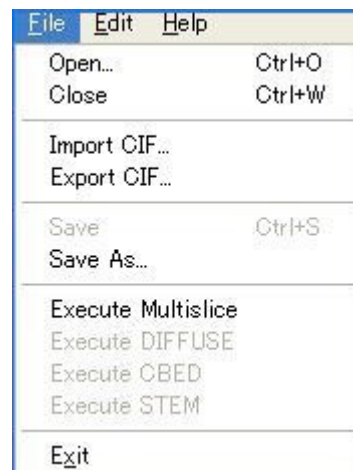 File Edit Help
Open... Ctrl+O
Close Ctrl+W
Import CIF...
Export CIF...
Save Ctrl+S
Save As...
Execute Multislice
Execute DIFFUSE
Execute CBED
Execute STEM
Exit